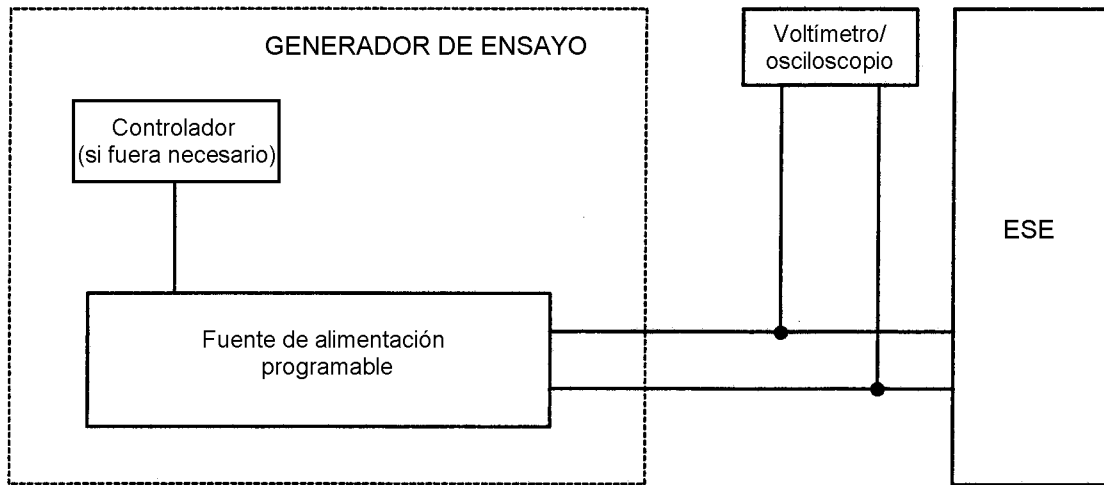 GENERADOR DE ENSAYO
Voltímetro/
osciloscopio
Controlador
(si fuera necesario)
ESE
Fuente de alimentación
programable